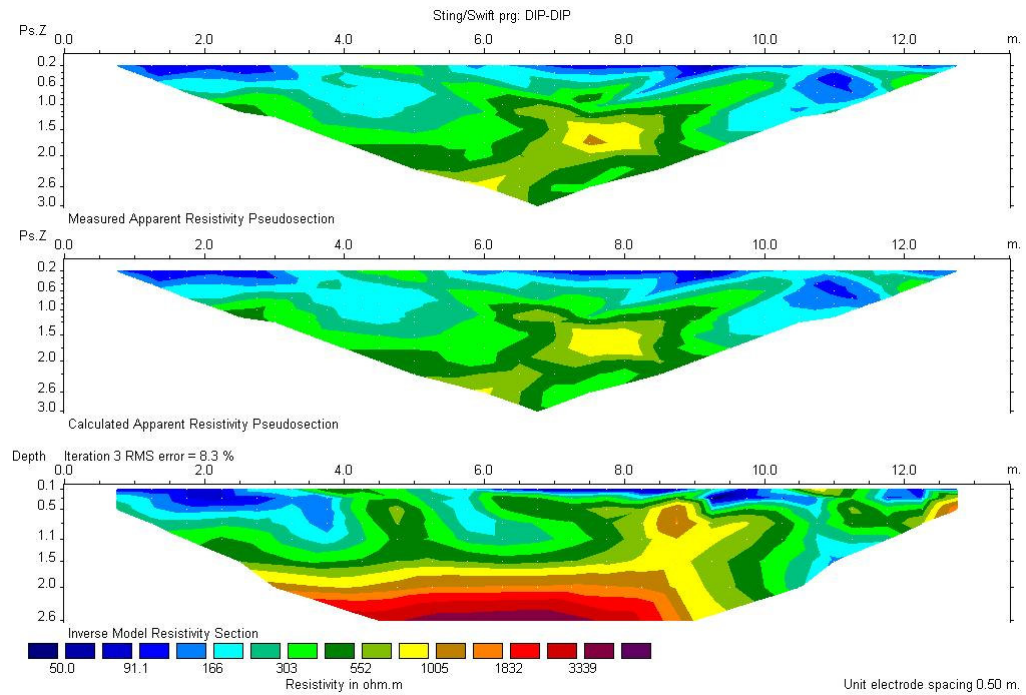 Sting/Swift prg: DIP-DIP
Ps.Z 0.0 2.0 4.0 6.0 8.0 10.0 12.0 m.
0.2
0.6
1.0
1.5
2.0
2.6
3.0
Measured Apparent Resistivity Pseudosection
Ps.Z 0.0 2.0 4.0 6.0 8.0 10.0 12.0 m.
0.2
0.6
1.0
1.5
2.0
2.6
3.0
Calculated Apparent Resistivity Pseudosection
Depth Iteration 3 RMS error = 8.3 %
0.0 2.0 4.0 6.0 8.0 10.0 12.0 m.
0.1
0.5
1.1
1.5
2.0
2.6
Inverse Model Resistivity Section
50.0 91.1 166 303 552 1005 1832 3339
Resistivity in ohm.m Unit electrode spacing 0.50 m.